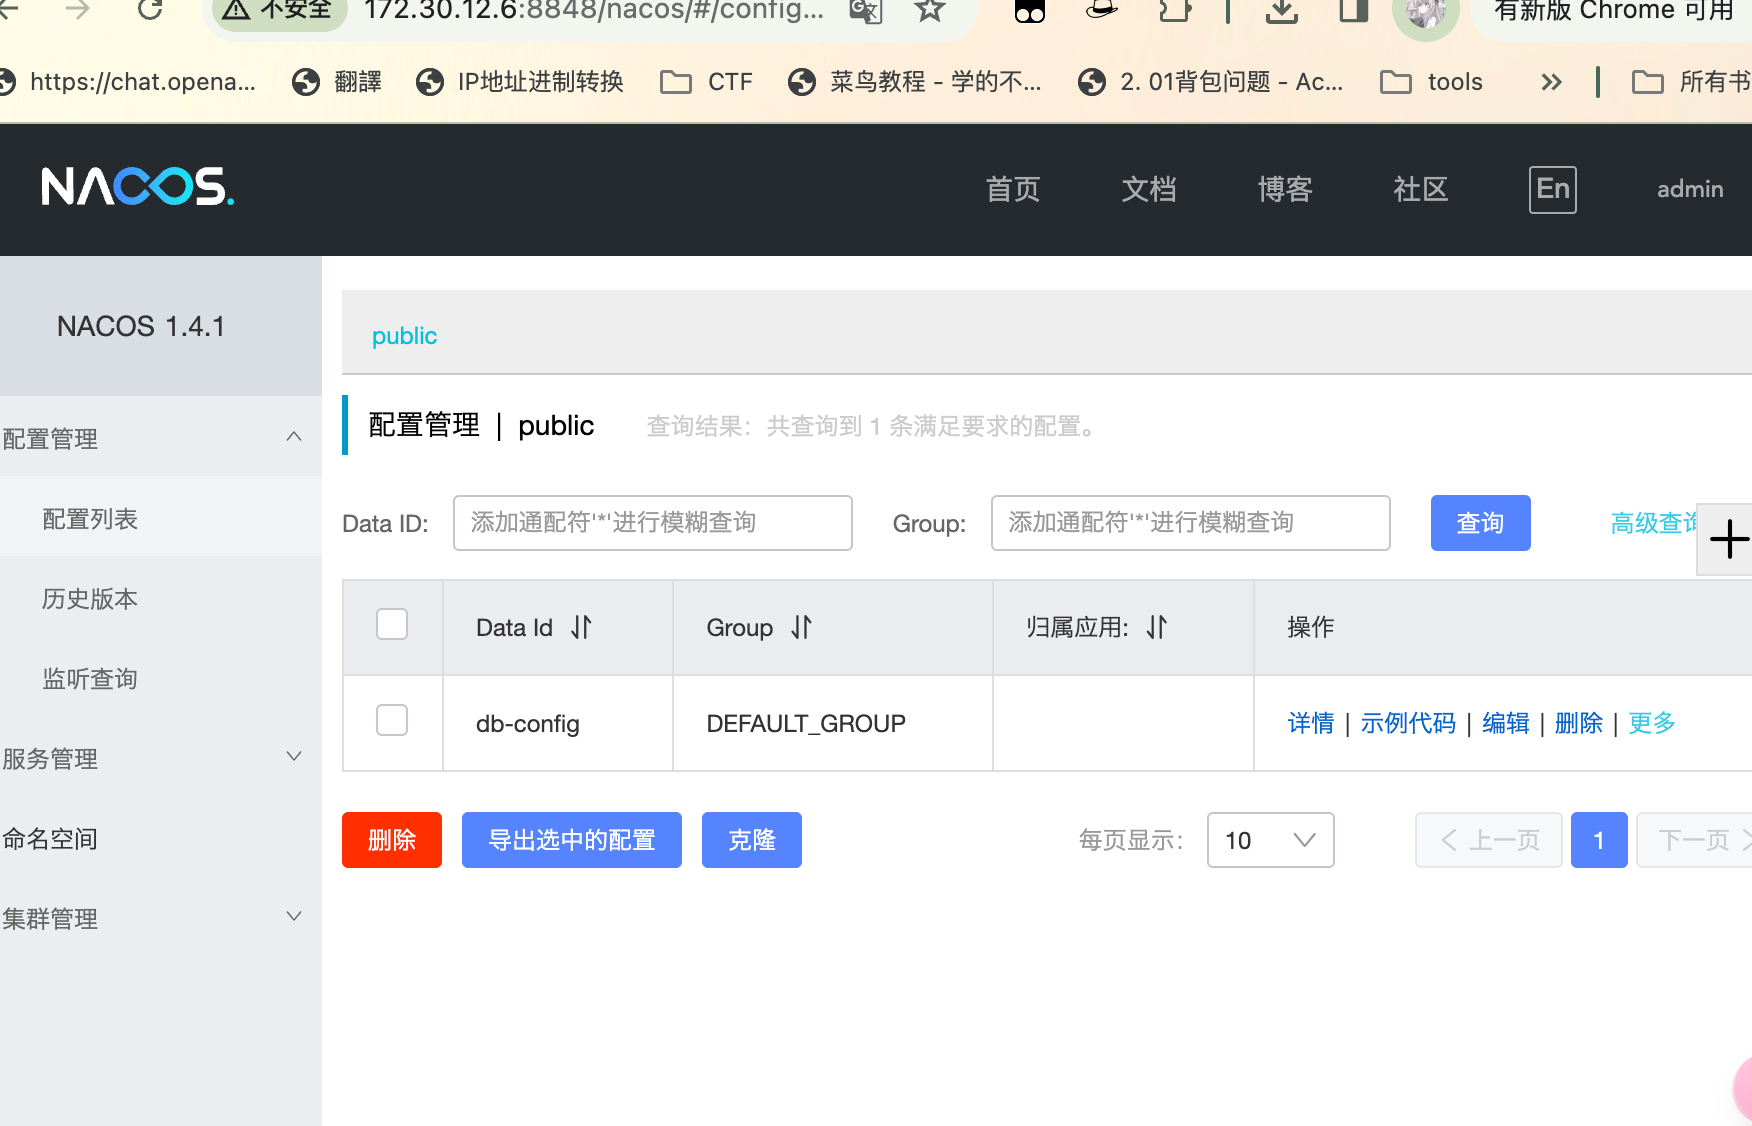 不安全 172.30.12.6:8848/nacos/#/config... 有新版 Chrome 可用
https://chat.opena... 翻譯 IP地址进制转换 CTF 菜鸟教程 - 学的不... 2. 01背包问题 - Ac... tools 所有书
NACOS. 首页 文档 博客 社区 En admin
NACOS 1.4.1
配置管理
配置列表
历史版本
监听查询
服务管理
命名空间
集群管理
public
配置管理 | public 查询结果：共查询到 1 条满足要求的配置。
Data ID: 添加通配符'*'进行模糊查询 Group: 添加通配符'*'进行模糊查询 查询 高级查询
Data Id Group 归属应用: 操作
db-config DEFAULT_GROUP 详情 | 示例代码 | 编辑 | 删除 | 更多
删除 导出选中的配置 克隆 每页显示: 10 上一页 1 下一页